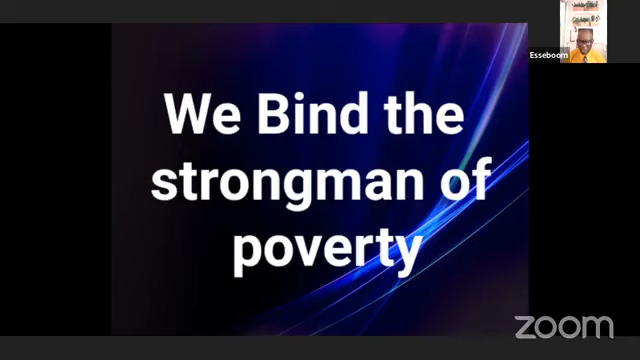 We Bind the
strongman of
poverty
Esseboom
zoom